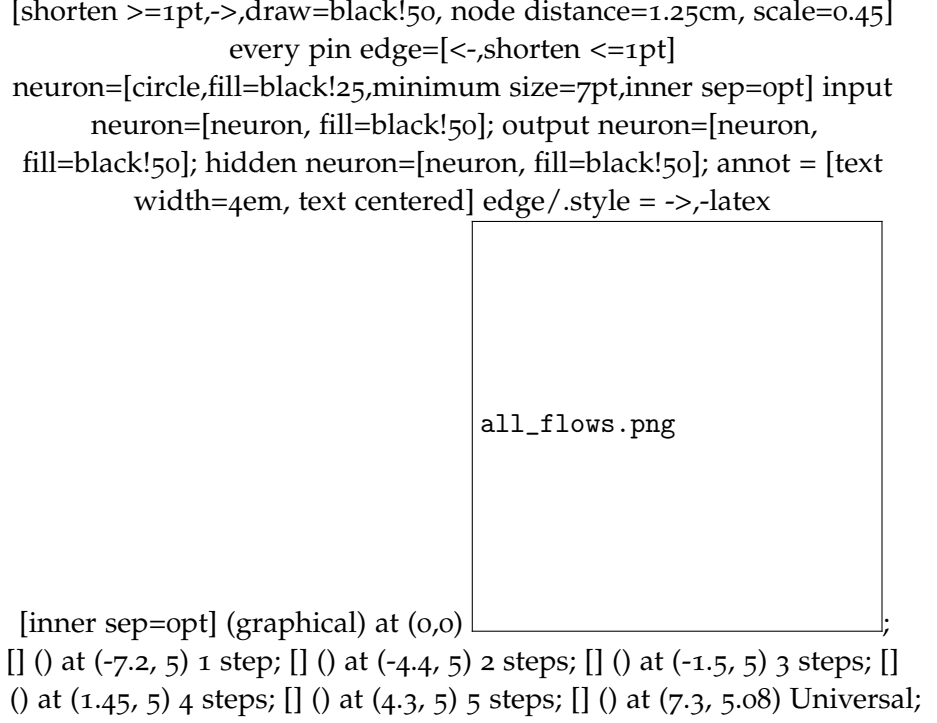 [shorten >=1pt,->,draw=black!50, node distance=1.25cm, scale=0.45]
every pin edge=[<-,shorten <=1pt]
neuron=[circle,fill=black!25,minimum size=7pt,inner sep=0pt] input
neuron=[neuron, fill=black!50]; output neuron=[neuron,
fill=black!50]; hidden neuron=[neuron, fill=black!50]; annot = [text
width=4em, text centered] edge/.style = ->,-latex
all_flows.png
[inner sep=0pt] (graphical) at (0,0) ;
[] () at (-7.2, 5) 1 step; [] () at (-4.4, 5) 2 steps; [] () at (-1.5, 5) 3 steps; []
() at (1.45, 5) 4 steps; [] () at (4.3, 5) 5 steps; [] () at (7.3, 5.08) Universal;